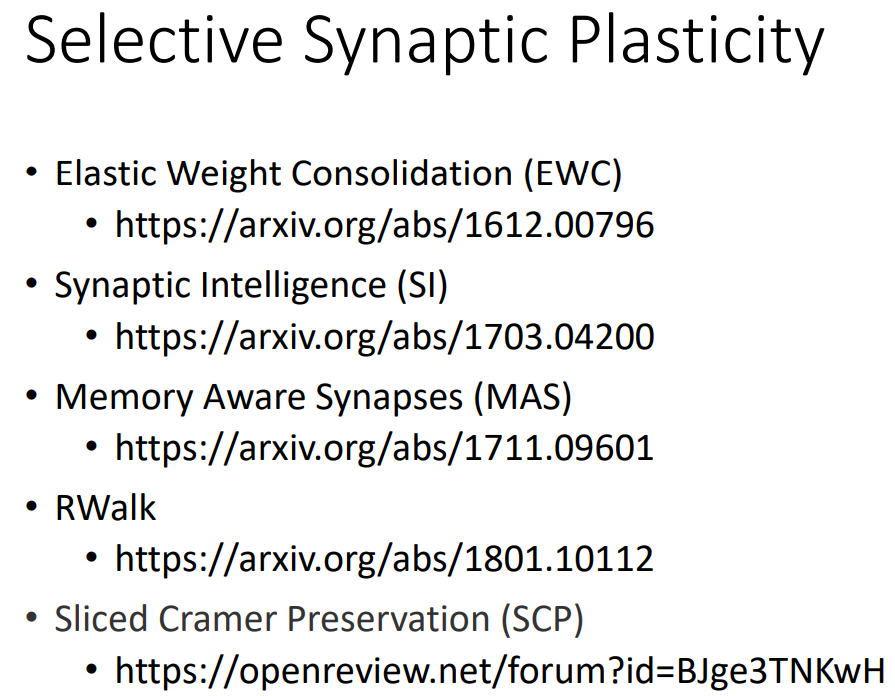 Selective Synaptic Plasticity
• Elastic Weight Consolidation (EWC)
• https://arxiv.org/abs/1612.00796
• Synaptic Intelligence (SI)
• https://arxiv.org/abs/1703.04200
• Memory Aware Synapses (MAS)
• https://arxiv.org/abs/1711.09601
• RWalk
• https://arxiv.org/abs/1801.10112
• Sliced Cramer Preservation (SCP)
• https://openreview.net/forum?id=BJge3TNKwH